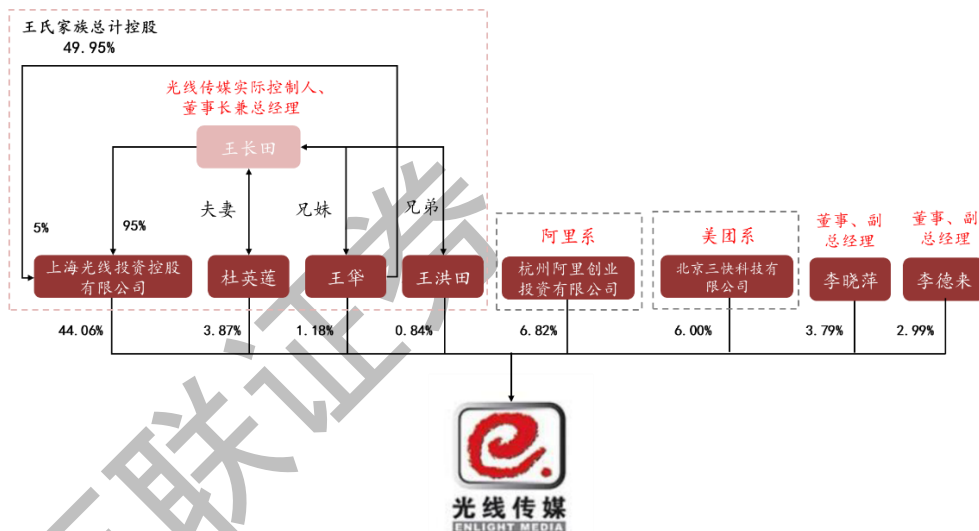 王氏家族总计控股
49.95%
光线传媒实际控制人、
董事长兼总经理
王长田
夫妻
兄妹
兄弟
5%
95%
阿里系
美团系
董事、副
总经理
董事、副
总经理
上海光线投资控股
有限公司
杜英莲
王华
王洪田
杭州阿里创业
投资有限公司
北京三快科技有
限公司
李晓萍
李德来
44.06%
3.87%
1.18%
0.84%
6.82%
6.00%
3.79%
2.99%
联证券
光线传媒
ENLIGHT MEDIA